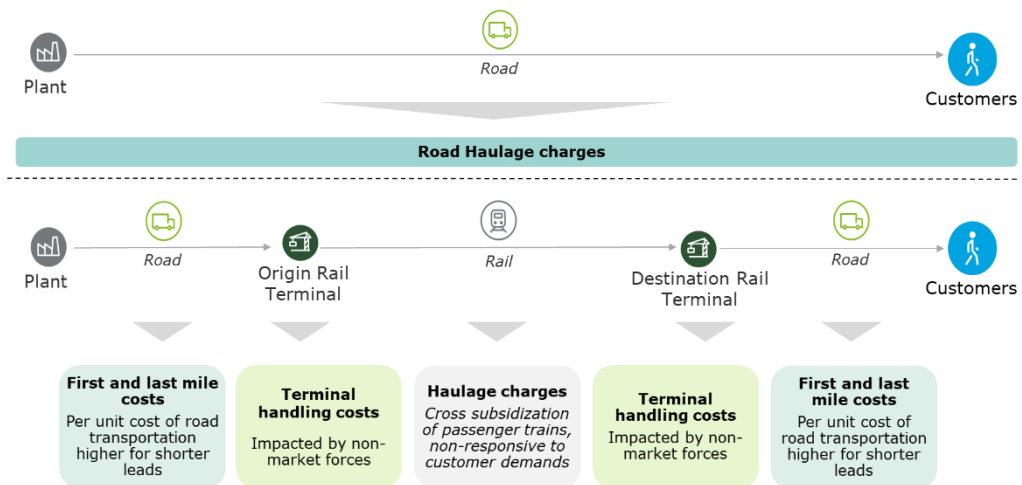 Road
Plant
Customers
Road Haulage charges
Road
Origin Rail
Terminal
Rail
Destination Rail
Terminal
Road
Plant
Customers
First and last mile
costs
Per unit cost of road
transportation
higher for shorter
leads
Terminal
handling costs
Impacted by non-
market forces
Haulage charges
Cross subsidization
of passenger trains,
non-responsive to
customer demands
Terminal
handling costs
Impacted by non-
market forces
First and last
mile costs
Per unit cost of
road transportation
higher for shorter
leads